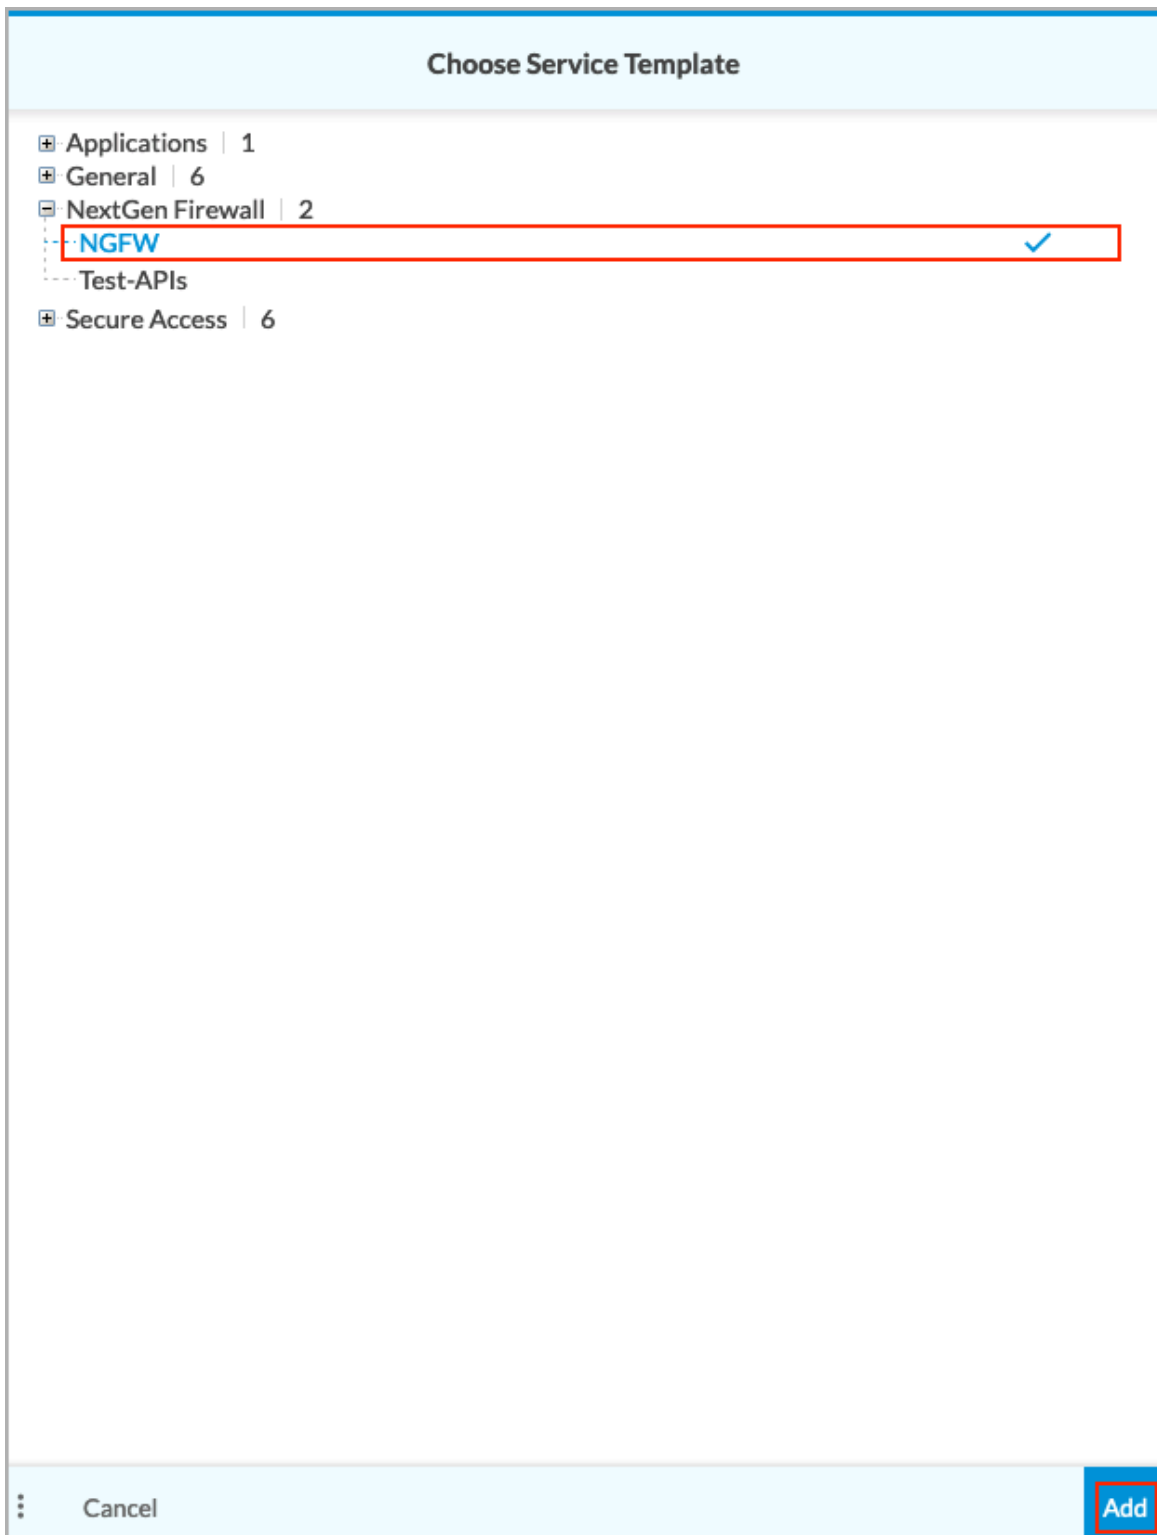 Choose Service Template
Applications | 1
General | 6
NextGen Firewall | 2
NGFW
Test-APIs
Secure Access | 6
Cancel
Add